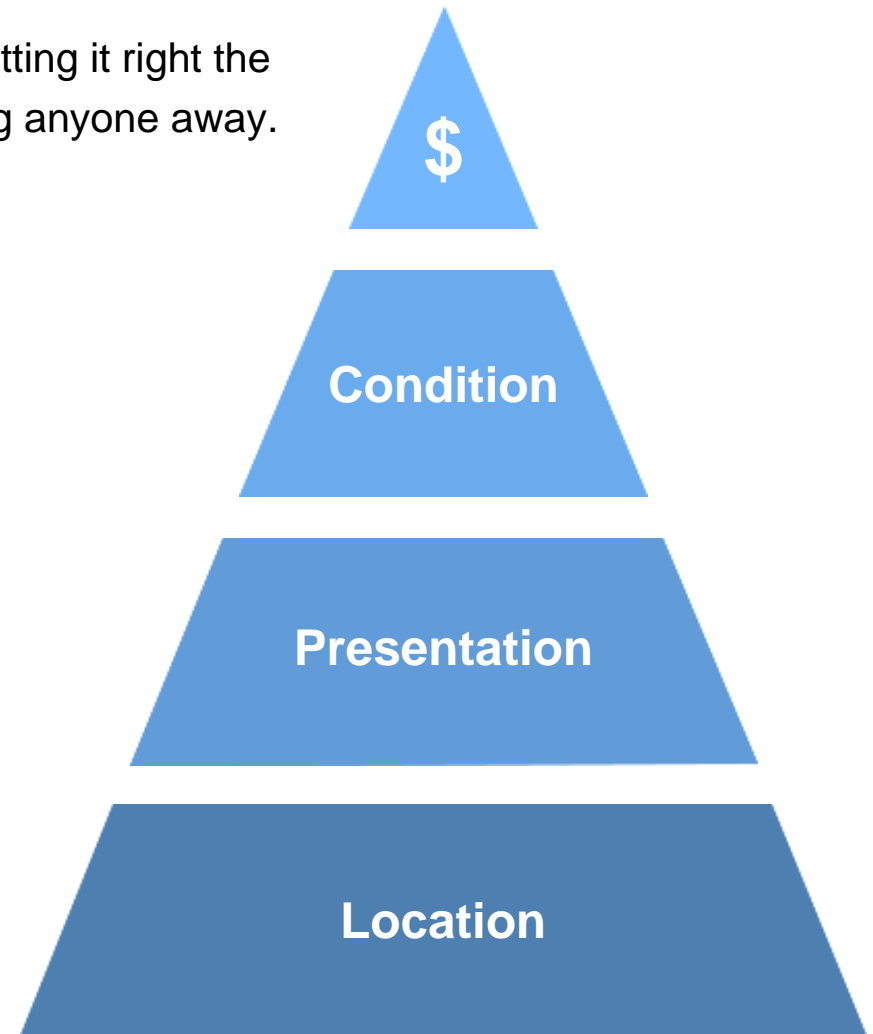 tting it right the
g anyone away.
$
Condition
Presentation
Location